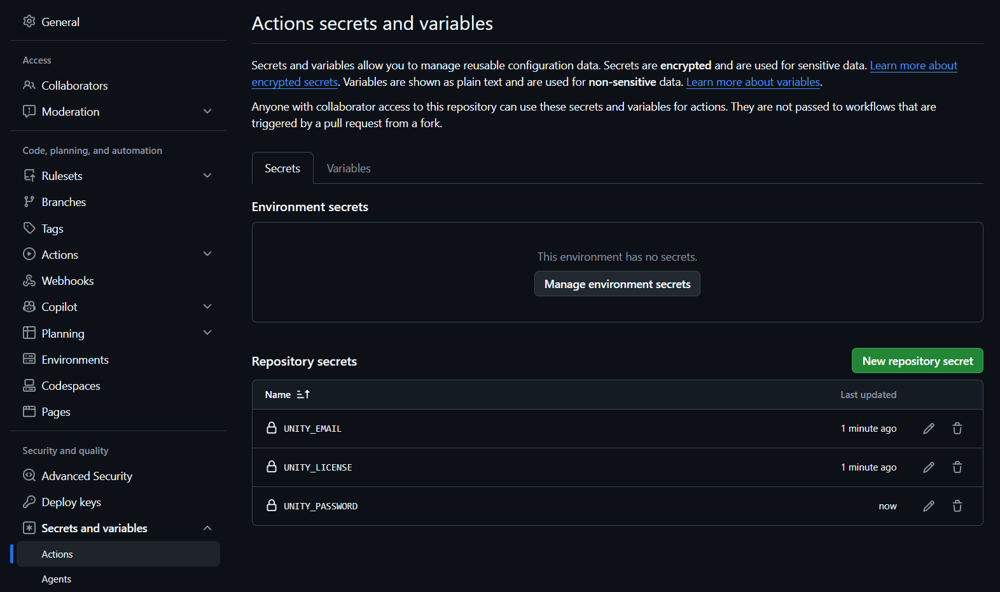 General
Access
Collaborators
Moderation
Code, planning, and automation
Rulesets
Branches
Tags
Actions
Webhooks
Copilot
Planning
Environments
Codespaces
Pages
Security and quality
Advanced Security
Deploy keys
Secrets and variables
Actions
Agents
Actions secrets and variables
Secrets and variables allow you to manage reusable configuration data. Secrets are encrypted and are used for sensitive data. Learn more about
encrypted secrets. Variables are shown as plain text and are used for non-sensitive data. Learn more about variables.
Anyone with collaborator access to this repository can use these secrets and variables for actions. They are not passed to workflows that are
triggered by a pull request from a fork.
Secrets Variables
Environment secrets
This environment has no secrets.
Manage environment secrets
Repository secrets New repository secret
Name Last updated
UNITY_EMAIL 1 minute ago
UNITY_LICENSE 1 minute ago
UNITY_PASSWORD now